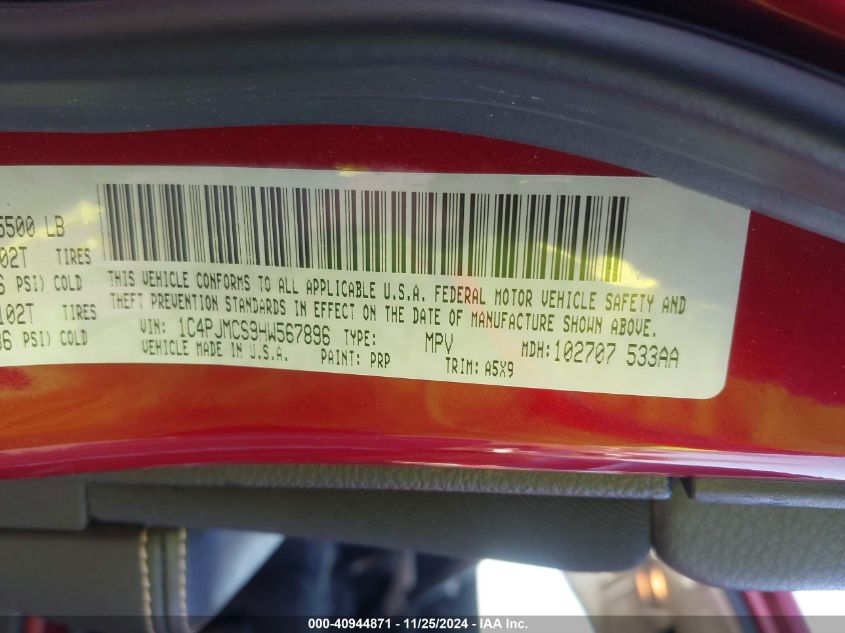 5500 LB
02T TIRES
PSI) COLD
102T TIRES
36 PSI) COLD
THIS VEHICLE CONFORMS TO ALL APPLICABLE U.S.A. FEDERAL MOTOR VEHICLE SAFETY AND
THEFT PREVENTION STANDARDS IN EFFECT ON THE DATE OF MANUFACTURE SHOWN ABOVE.
VIN: 1C4PJMCS9HW567896 TYPE: MPV MDH:102707 533AA
VEHICLE MADE IN U.S.A. PAINT: PRP TRIM: A5X9
000-40944871 - 11/25/2024 - IAA Inc.